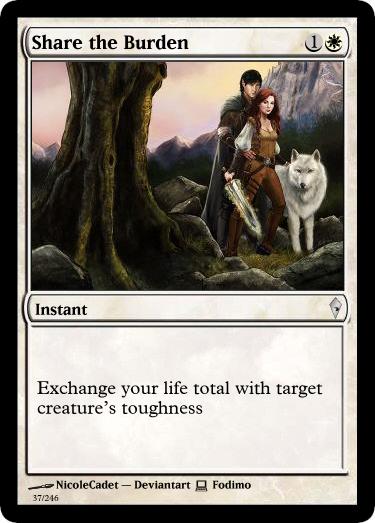 Share the Burden 1
Instant
Exchange your life total with target
creature's toughness
NicoleCadet — Deviantart Fodimo
37/246